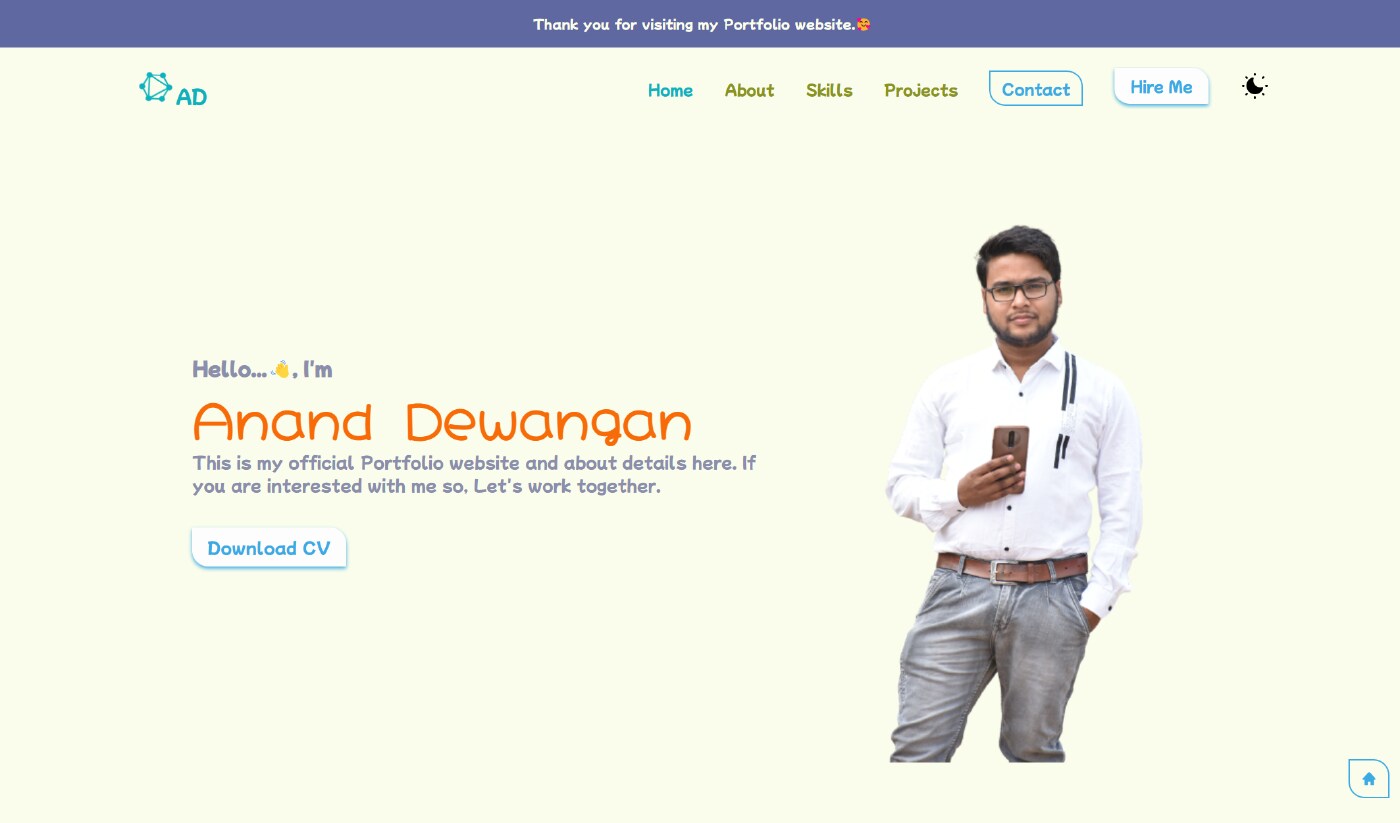 Thank you for visiting my Portfolio website.🥰
AD
Home About Skills Projects Contact Hire Me
Hello...👋, I'm
Anand Dewangan
This is my official Portfolio website and about details here. If
you are interested with me so, Let's work together.
Download CV